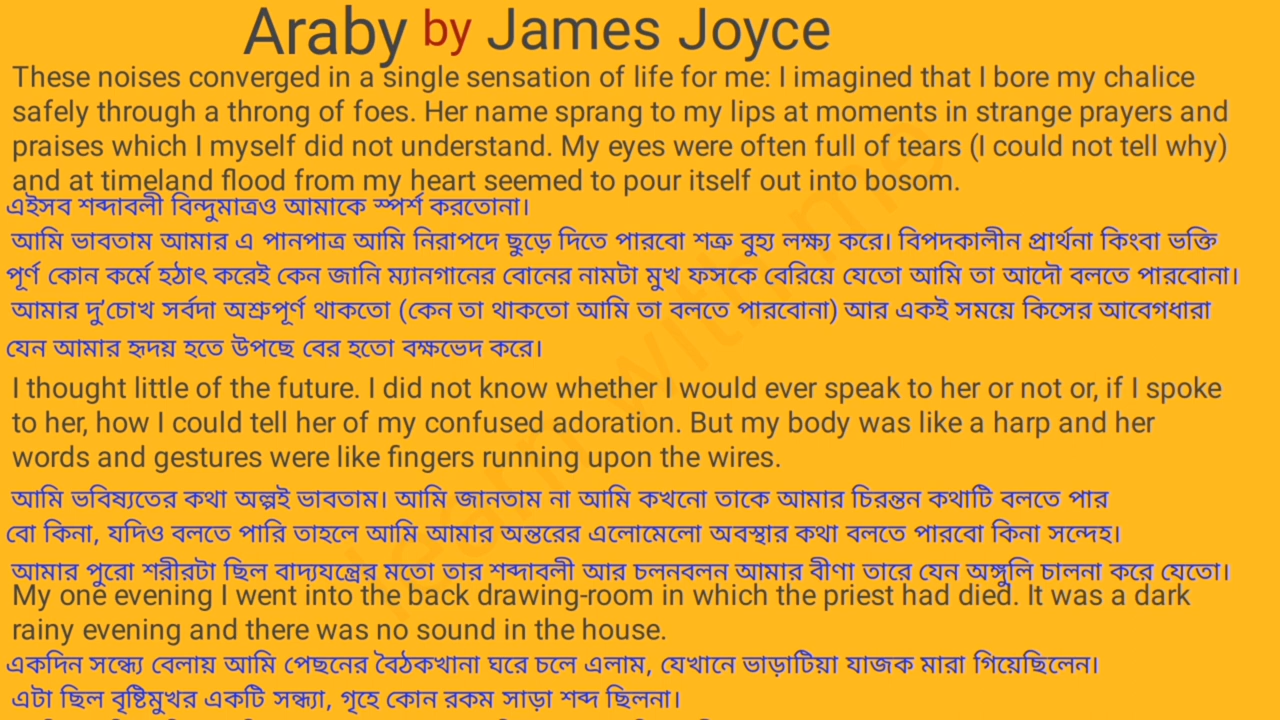 Araby by James Joyce
These noises converged in a single sensation of life for me: I imagined that I bore my chalice
safely through a throng of foes. Her name sprang to my lips at moments in strange prayers and
praises which I myself did not understand. My eyes were often full of tears (I could not tell why)
and at timeland flood from my heart seemed to pour itself out into bosom.
এইসব শব্দাবলী বিন্দুমাত্রও আমাকে স্পর্শ করতোনা।
আমি ভাবতাম আমার এ পানপাত্র আমি নিরাপদে ছুড়ে দিতে পারবো শত্রু বুহ্য লক্ষ্য করে। বিপদকালীন প্রার্থনা কিংবা ভক্তি
পূর্ণ কোন কর্মে হঠাৎ করেই কেন জানি ম্যানগানের বোনের নামটা মুখ ফসকে বেরিয়ে যেতো আমি তা আদৌ বলতে পারবোনা।
আমার দু'চোখ সর্বদা অশ্রুপূর্ণ থাকতো (কেন তা থাকতো আমি তা বলতে পারবোনা) আর একই সময়ে কিসের আবেগধারা
যেন আমার হৃদয় হতে উপছে বের হতো বক্ষভেদ করে।
I thought little of the future. I did not know whether I would ever speak to her or not or, if I spoke
to her, how I could tell her of my confused adoration. But my body was like a harp and her
words and gestures were like fingers running upon the wires.
আমি ভবিষ্যতের কথা অল্পই ভাবতাম। আমি জানতাম না আমি কখনো তাকে আমার চিরন্তন কথাটি বলতে পার
বো কিনা, যদিও বলতে পারি তাহলে আমি আমার অন্তরের এলোমেলো অবস্থার কথা বলতে পারবো কিনা সন্দেহ।
আমার পুরো শরীরটা ছিল বাদ্যযন্ত্রের মতো তার শব্দাবলী আর চলনবলন আমার বীণা তারে যেন অঙ্গুলি চালনা করে যেতো।
My one evening I went into the back drawing-room in which the priest had died. It was a dark
rainy evening and there was no sound in the house.
একদিন সন্ধ্যে বেলায় আমি পেছনের বৈঠকখানা ঘরে চলে এলাম, যেখানে ভাড়াটিয়া যাজক মারা গিয়েছিলেন।
এটা ছিল বৃষ্টিমুখর একটি সন্ধ্যা, গৃহে কোন রকম সাড়া শব্দ ছিলনা।